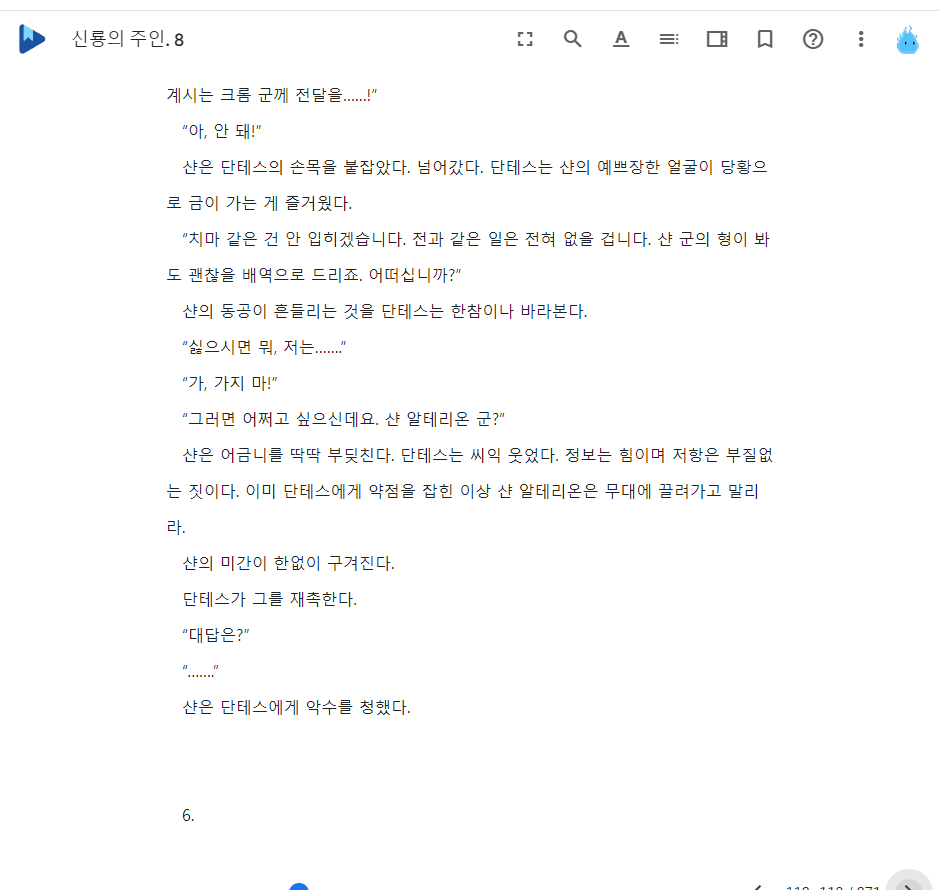 신룡의 주인. 8
계시는 크롬 군께 전달을……!”
“아, 안 돼!”
샨은 단테스의 손목을 붙잡았다. 넘어갔다. 단테스는 샨의 예쁘장한 얼굴이 당황으
로 금이 가는 게 즐거웠다.
“치마 같은 건 안 입히겠습니다. 전과 같은 일은 전혀 없을 겁니다. 샨 군의 형이 봐
도 괜찮을 배역으로 드리죠. 어떠십니까?”
샨의 동공이 흔들리는 것을 단테스는 한참이나 바라본다.
“싫으시면 뭐, 저는…….”
“가, 가지 마!”
“그러면 어쩌고 싶으신데요. 샨 알테리온 군?”
샨은 어금니를 딱딱 부딪친다. 단테스는 씨익 웃었다. 정보는 힘이며 저항은 부질없
는 짓이다. 이미 단테스에게 약점을 잡힌 이상 샨 알테리온은 무대에 끌려가고 말리
라.
샨의 미간이 한없이 구겨진다.
단테스가 그를 재촉한다.
“대답은?”
“…….”
샨은 단테스에게 악수를 청했다.
6.